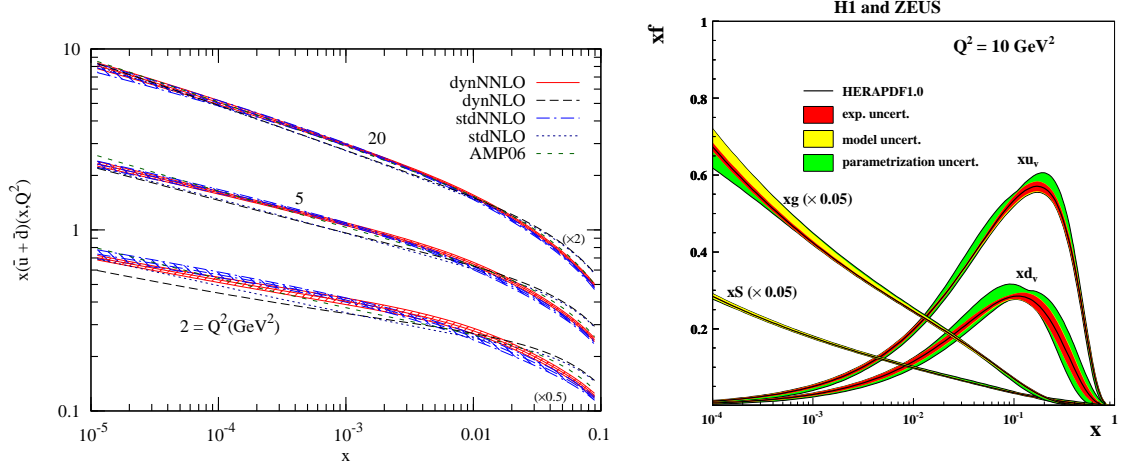 10
1
0.1
x(ū + d̄)(x,Q²)
10⁻⁵
10⁻⁴
10⁻³
0.01
0.1
x
dynNNLO
dynNLO
stdNNLO
stdNLO
AMP06
20
5
2 = Q²(GeV²)
(×2)
(×0.5)
H1 and ZEUS
xf
Q² = 10 GeV²
HERAPDF1.0
exp. uncert.
model uncert.
parametrization uncert.
xuᵥ
xg (× 0.05)
xS (× 0.05)
xdᵥ
1
0.8
0.6
0.4
0.2
10⁻⁴
10⁻³
10⁻²
10⁻¹
1
x